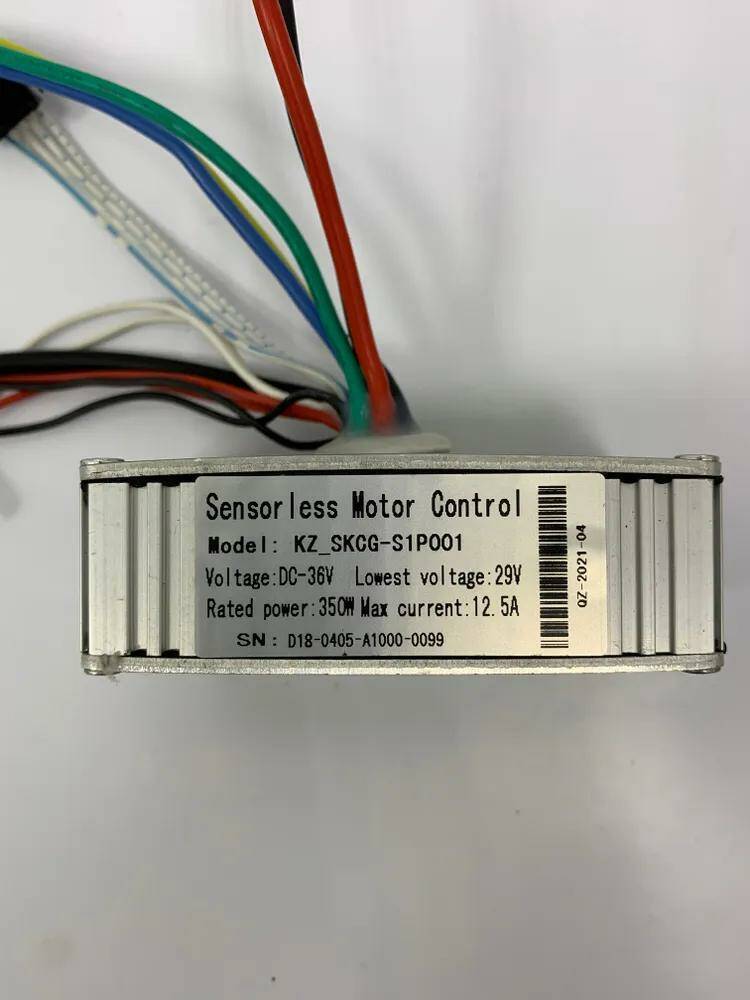 Sensorless Motor Control
Model: KZ_SKCG-S1P001
Voltage:DC-36V Lowest voltage:29V
Rated power:350W Max current:12.5A
SN: D18-0405-A1000-0099
QZ-2021-04